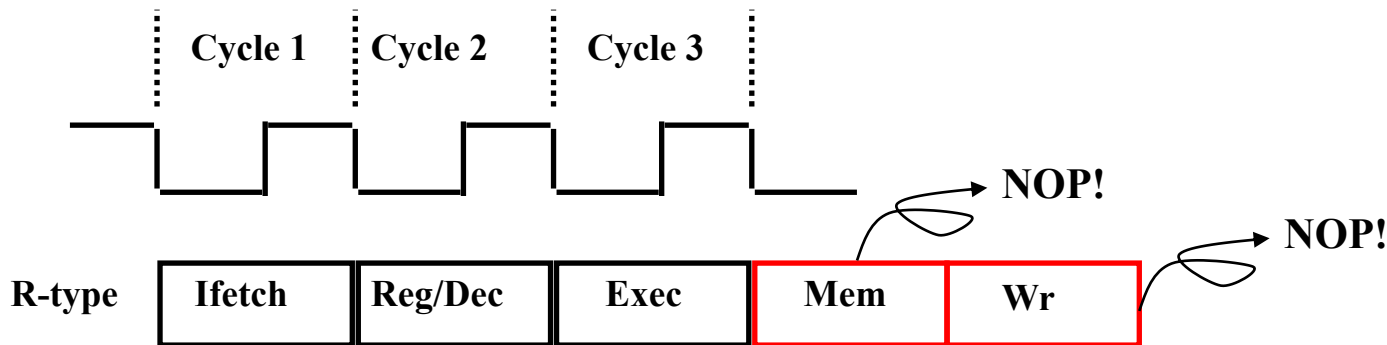 Cycle 1 Cycle 2 Cycle 3
NOP!
NOP!
R-type Ifetch Reg/Dec Exec Mem Wr